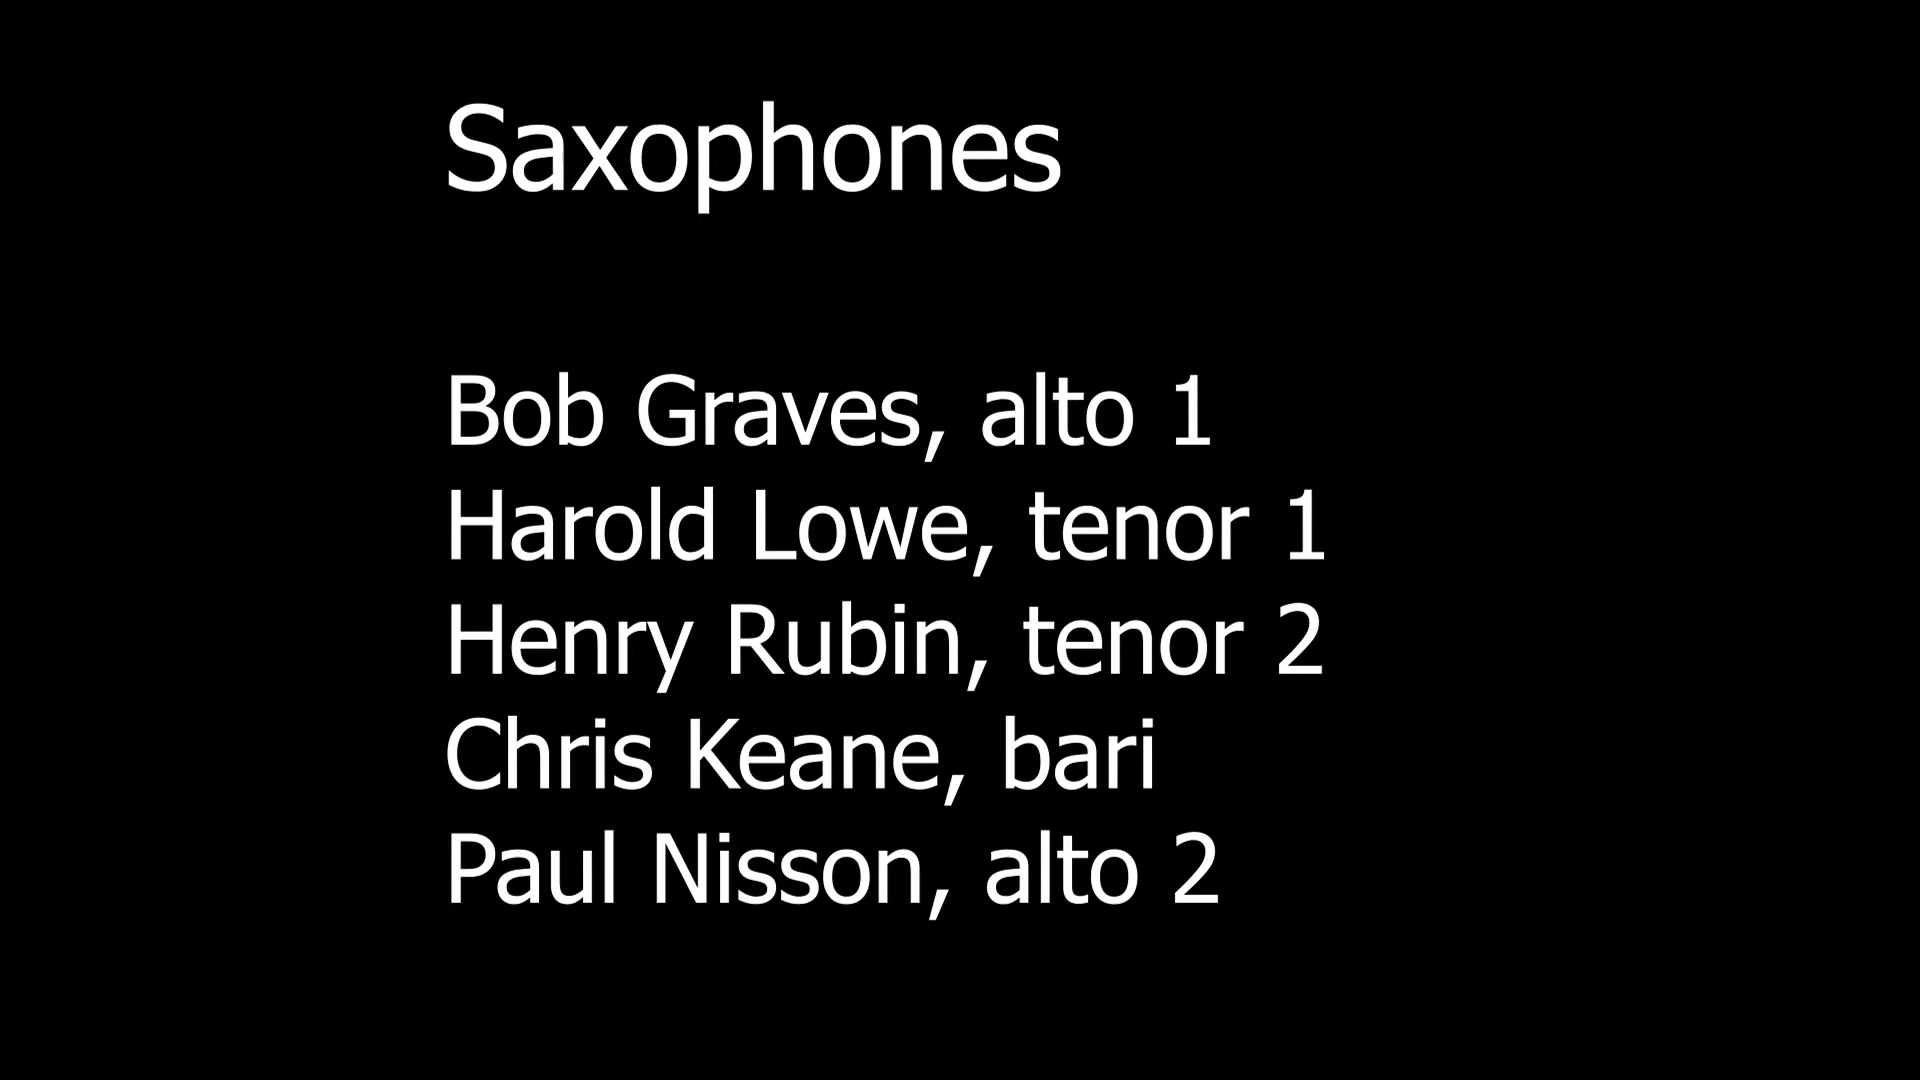 Saxophones
Bob Graves, alto 1
Harold Lowe, tenor 1
Henry Rubin, tenor 2
Chris Keane, bari
Paul Nisson, alto 2